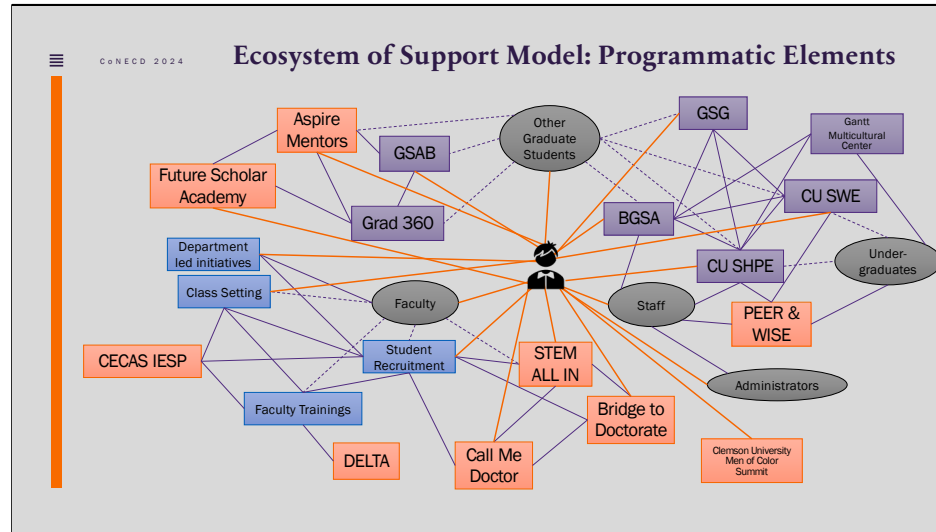 CoNECD 2024
Ecosystem of Support Model: Programmatic Elements
Aspire
Mentors
GSAB
Other
Graduate
Students
GSG
Gantt
Multicultural
Center
Future Scholar
Academy
Grad 360
BGSA
CU SWE
Department
led initiatives
CU SHPE
Under-
graduates
Class Setting
Faculty
Staff
PEER &
WISE
CECAS IESP
Student
Recruitment
STEM
ALL IN
Administrators
Faculty Trainings
Bridge to
Doctorate
DELTA
Call Me
Doctor
Clemson University
Men of Color
Summit